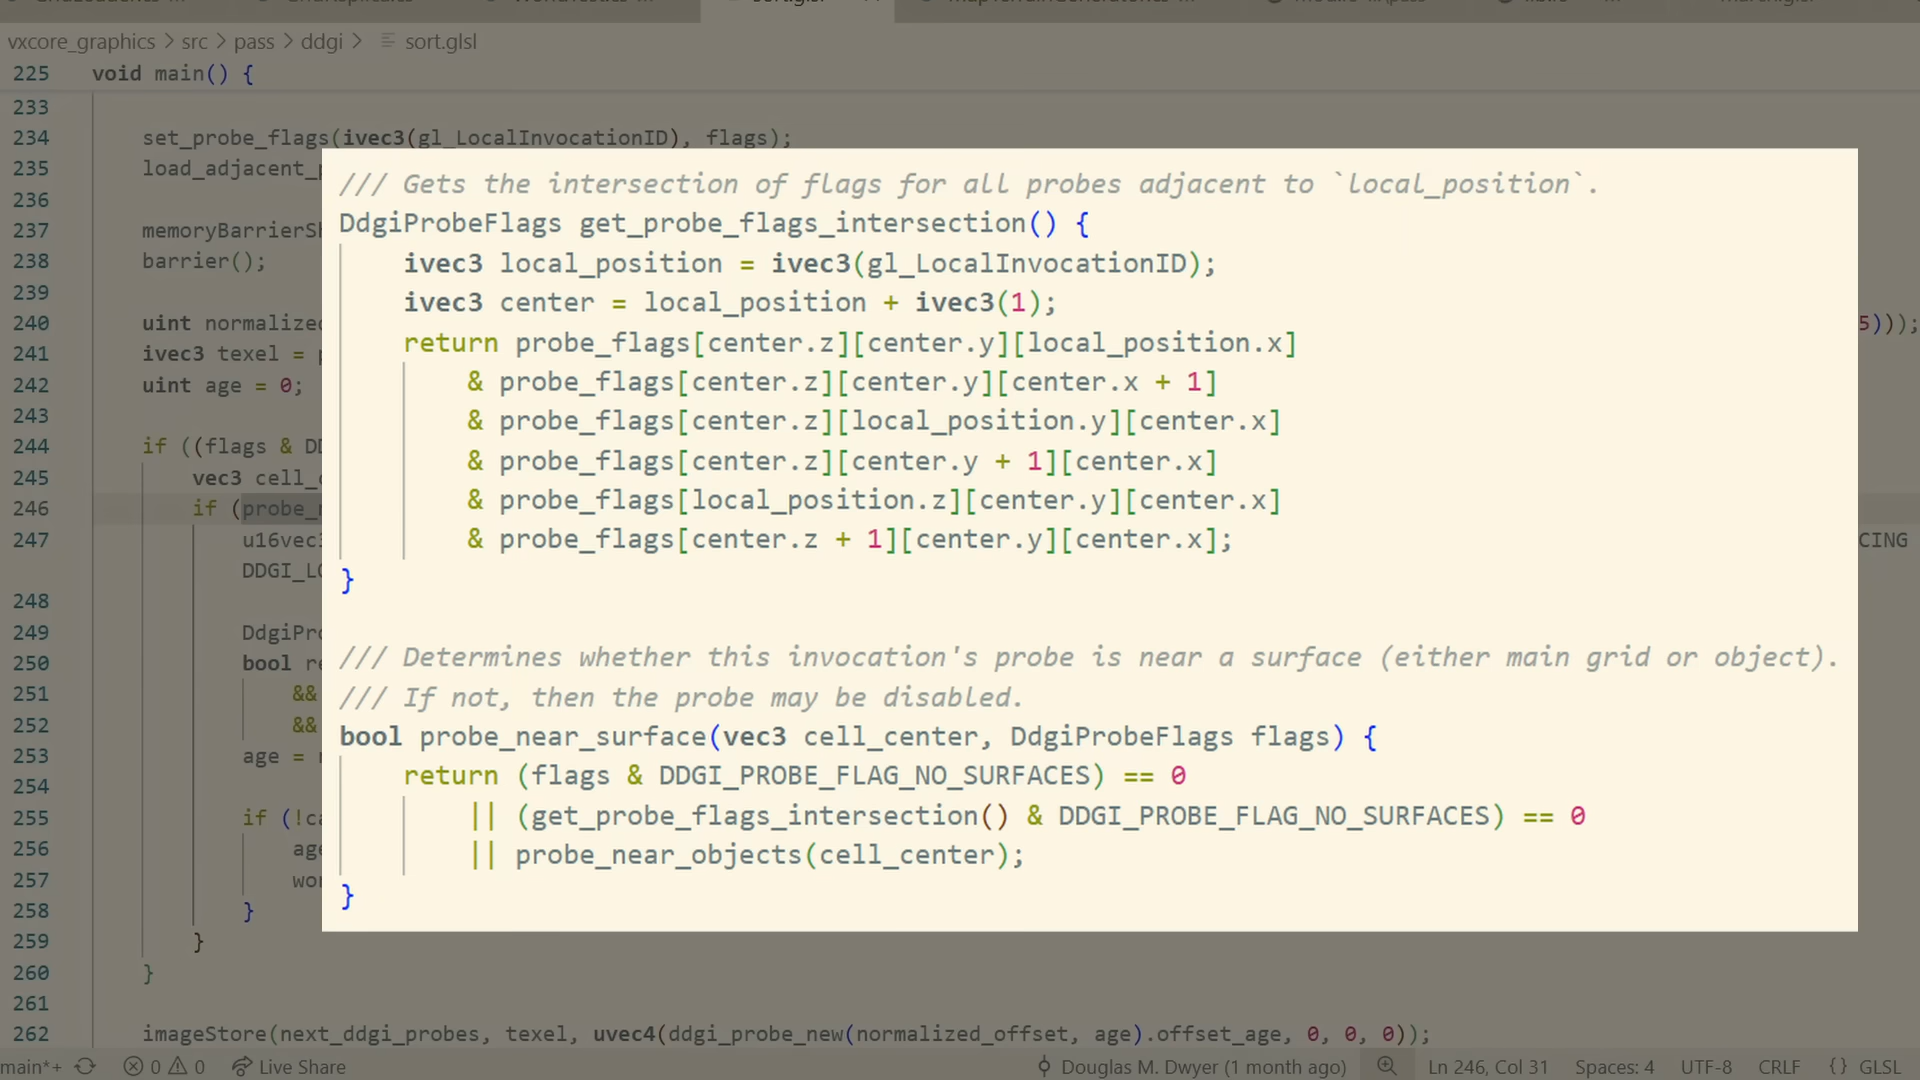 vxcore_graphics > src > pass > ddgi > sort.glsl
225 void main() {
233
234 set_probe_flags(ivec3(gl_LocalInvocationID), flags);
235 load_adjacent_
236
237 memoryBarrierS
238 barrier();
239
240 uint normalized 5)));
241 ivec3 texel =
242 uint age = 0;
243
244 if ((flags &
245 vec3 cell_
246 if (probe_
247 u16vec CING
DDGI_
248
249 DdgiPr
250 bool
251 &&
252 &&
253 age =
254
255 if (!
256
257
258 }
259 }
260 }
261
262 imageStore(next_ddgi_probes, texel, uvec4(ddgi_probe_new(normalized_offset, age).offset_age, 0, 0, 0));
/// Gets the intersection of flags for all probes adjacent to `local_position`.
DdgiProbeFlags get_probe_flags_intersection() {
ivec3 local_position = ivec3(gl_LocalInvocationID);
ivec3 center = local_position + ivec3(1);
return probe_flags[center.z][center.y][local_position.x]
& probe_flags[center.z][center.y][center.x + 1]
& probe_flags[center.z][local_position.y][center.x]
& probe_flags[center.z][center.y + 1][center.x]
& probe_flags[local_position.z][center.y][center.x]
& probe_flags[center.z + 1][center.y][center.x];
}
/// Determines whether this invocation's probe is near a surface (either main grid or object).
/// If not, then the probe may be disabled.
bool probe_near_surface(vec3 cell_center, DdgiProbeFlags flags) {
return (flags & DDGI_PROBE_FLAG_NO_SURFACES) == 0
|| (get_probe_flags_intersection() & DDGI_PROBE_FLAG_NO_SURFACES) == 0
|| probe_near_objects(cell_center);
}
main*+ 0 0 Live Share Douglas M. Dwyer (1 month ago) Ln 246, Col 31 Spaces: 4 UTF-8 CRLF {} GLSL